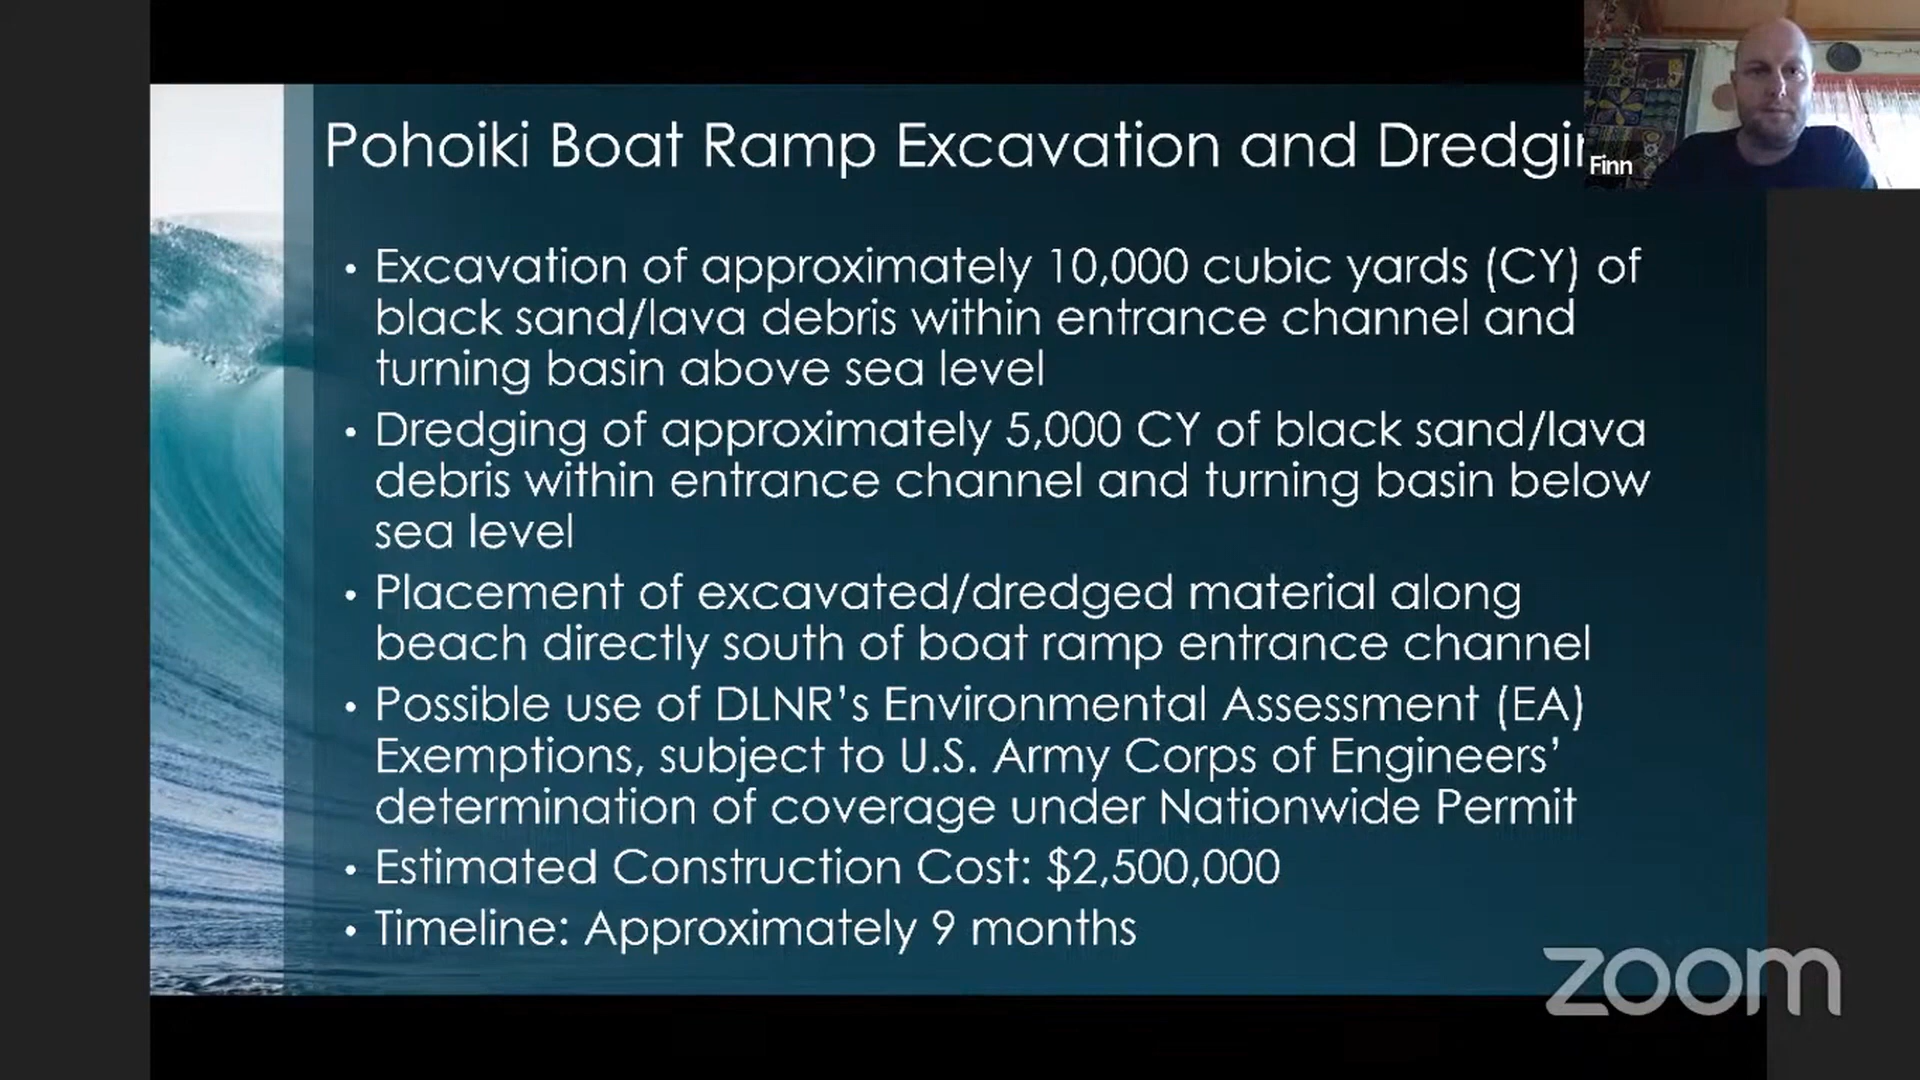 Pohoiki Boat Ramp Excavation and Dredgin
Finn
• Excavation of approximately 10,000 cubic yards (CY) of
black sand/lava debris within entrance channel and
turning basin above sea level
• Dredging of approximately 5,000 CY of black sand/lava
debris within entrance channel and turning basin below
sea level
• Placement of excavated/dredged material along
beach directly south of boat ramp entrance channel
• Possible use of DLNR’s Environmental Assessment (EA)
Exemptions, subject to U.S. Army Corps of Engineers’
determination of coverage under Nationwide Permit
• Estimated Construction Cost: $2,500,000
• Timeline: Approximately 9 months
zoom